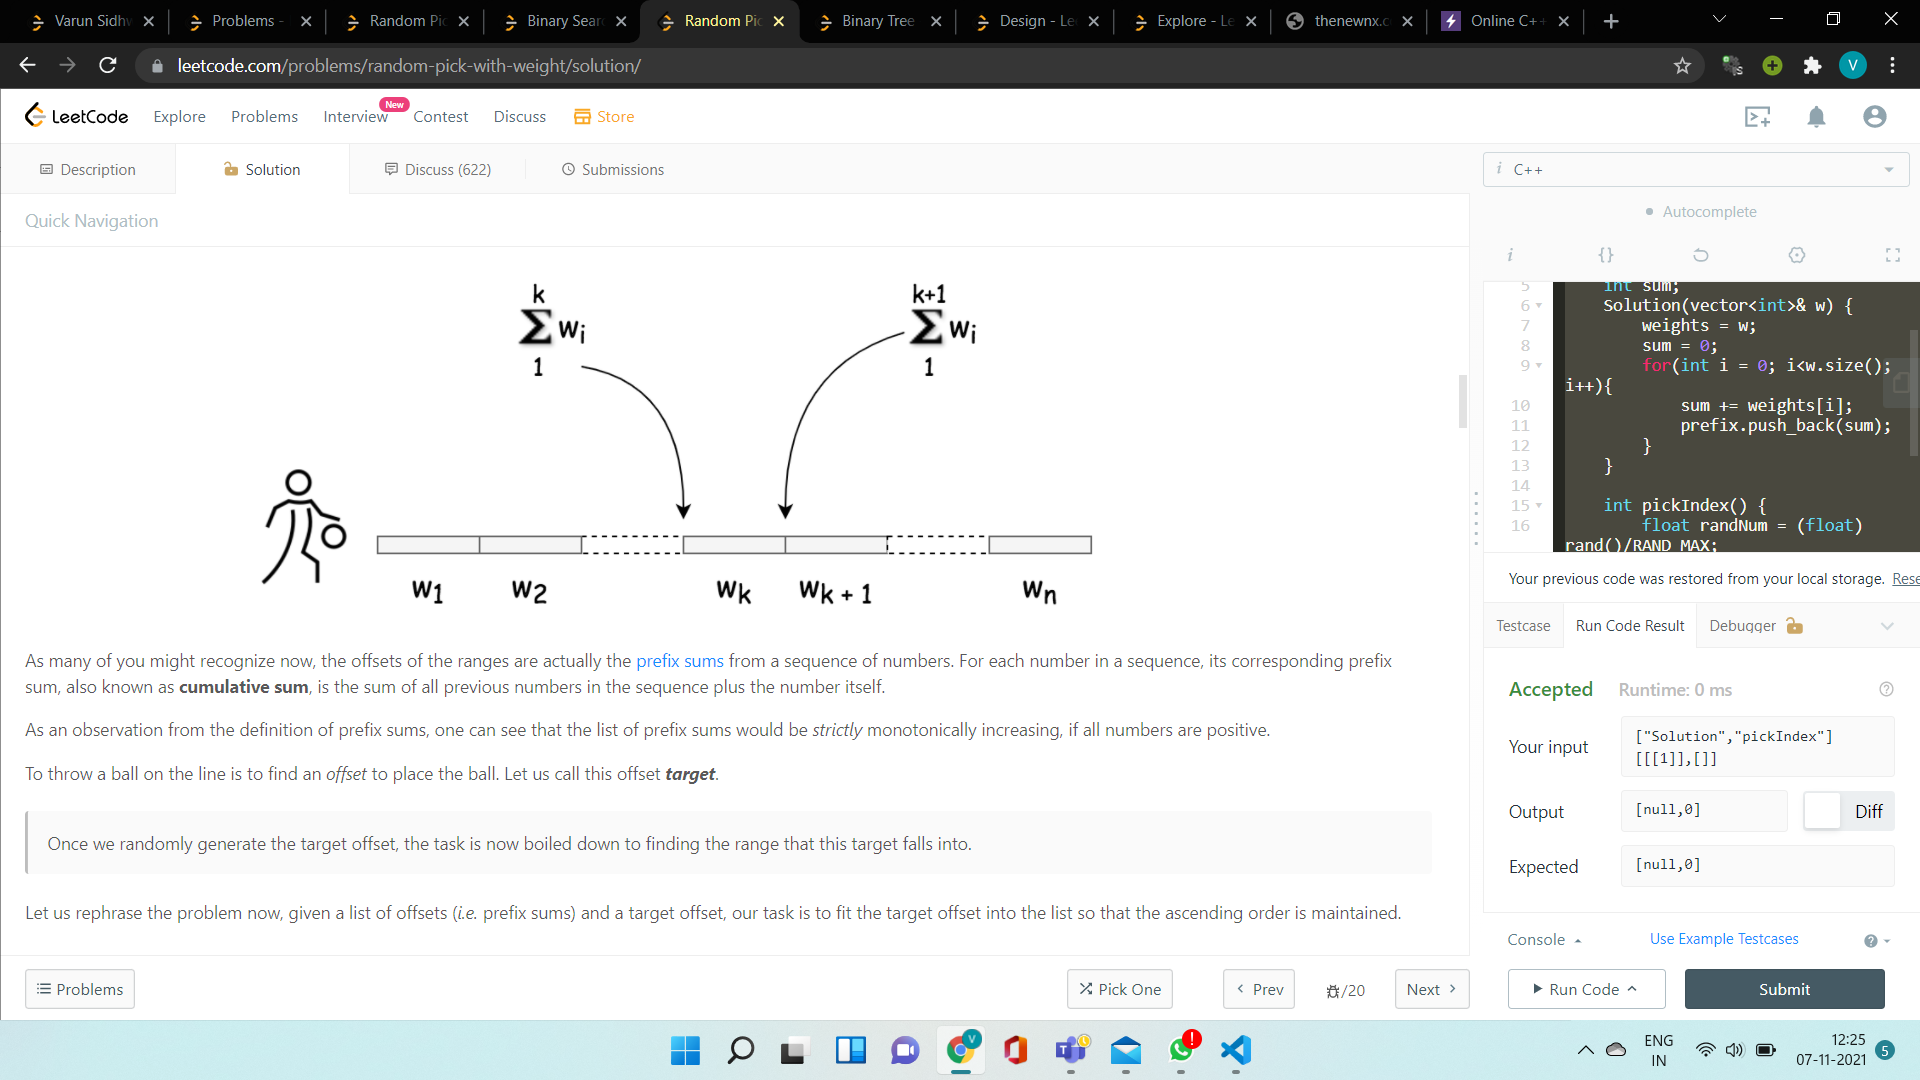 Varun Sidhw
Problems -
Random Pic
Binary Sear
Random Pic
Binary Tree
Design - Le
Explore - Le
thenewnx.c
Online C++
leetcode.com/problems/random-pick-with-weight/solution/
V
LeetCode
Explore
Problems
Interview
New
Contest
Discuss
Store
Description
Solution
Discuss (622)
Submissions
i C++
Quick Navigation
Autocomplete
i {}
k
Σ wi
1
k+1
Σ wi
1
w1 w2 wk wk + 1 wn
5 int sum;
6 Solution(vector<int>& w) {
7 weights = w;
8 sum = 0;
9 for(int i = 0; i<w.size();
i++){
10 sum += weights[i];
11 prefix.push_back(sum);
12 }
13 }
14
15 int pickIndex() {
16 float randNum = (float)
rand()/RAND_MAX;
As many of you might recognize now, the offsets of the ranges are actually the prefix sums from a sequence of numbers. For each number in a sequence, its corresponding prefix
sum, also known as cumulative sum, is the sum of all previous numbers in the sequence plus the number itself.
As an observation from the definition of prefix sums, one can see that the list of prefix sums would be strictly monotonically increasing, if all numbers are positive.
To throw a ball on the line is to find an offset to place the ball. Let us call this offset target.
Once we randomly generate the target offset, the task is now boiled down to finding the range that this target falls into.
Let us rephrase the problem now, given a list of offsets (i.e. prefix sums) and a target offset, our task is to fit the target offset into the list so that the ascending order is maintained.
Your previous code was restored from your local storage. Rese
Testcase
Run Code Result
Debugger
Accepted
Runtime: 0 ms
Your input
["Solution","pickIndex"]
[[[1]],[]]
Output
[null,0]
Diff
Expected
[null,0]
Console
Use Example Testcases
Problems
Pick One
Prev
/20
Next
Run Code
Submit
V
ENG
IN
12:25
07-11-2021
5